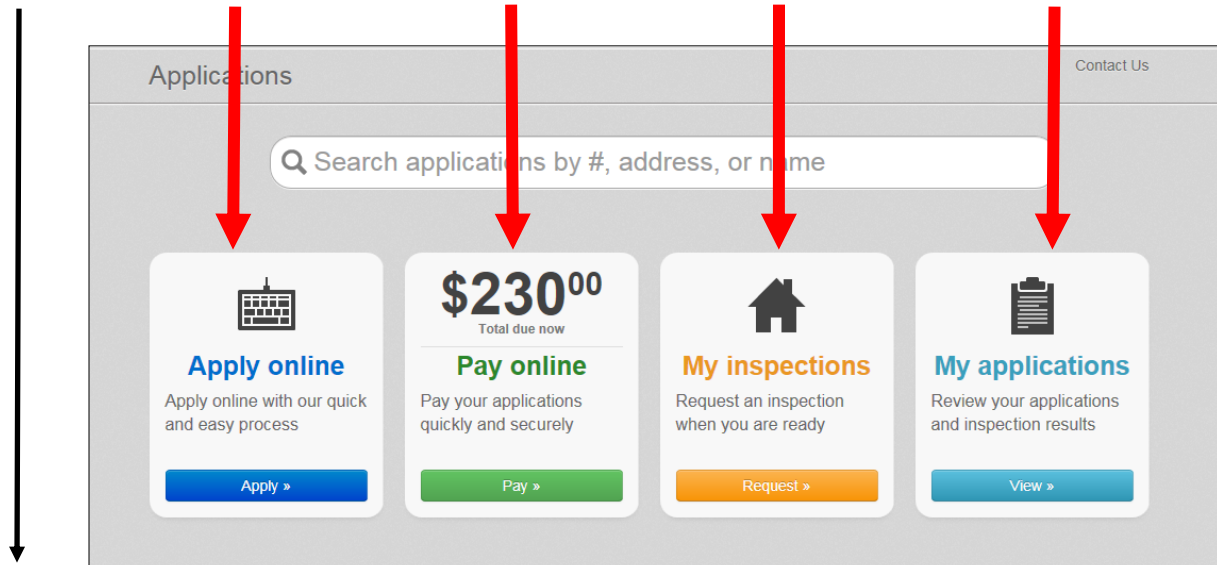 Applications
Contact Us
Search applications by #, address, or name
Apply online
Apply online with our quick
and easy process
Apply »
$23000
Total due now
Pay online
Pay your applications
quickly and securely
Pay »
My inspections
Request an inspection
when you are ready
Request »
My applications
Review your applications
and inspection results
View »